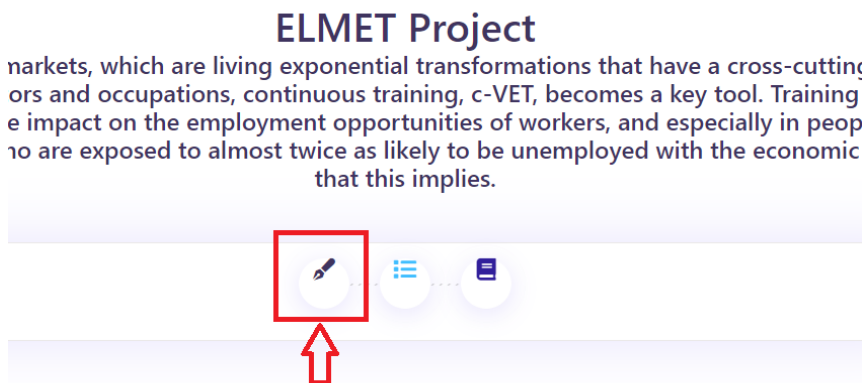 ELMET Project
markets, which are living exponential transformations that have a cross-cutting
ors and occupations, continuous training, c-VET, becomes a key tool. Training
e impact on the employment opportunities of workers, and especially in peop
ho are exposed to almost twice as likely to be unemployed with the economic
that this implies.